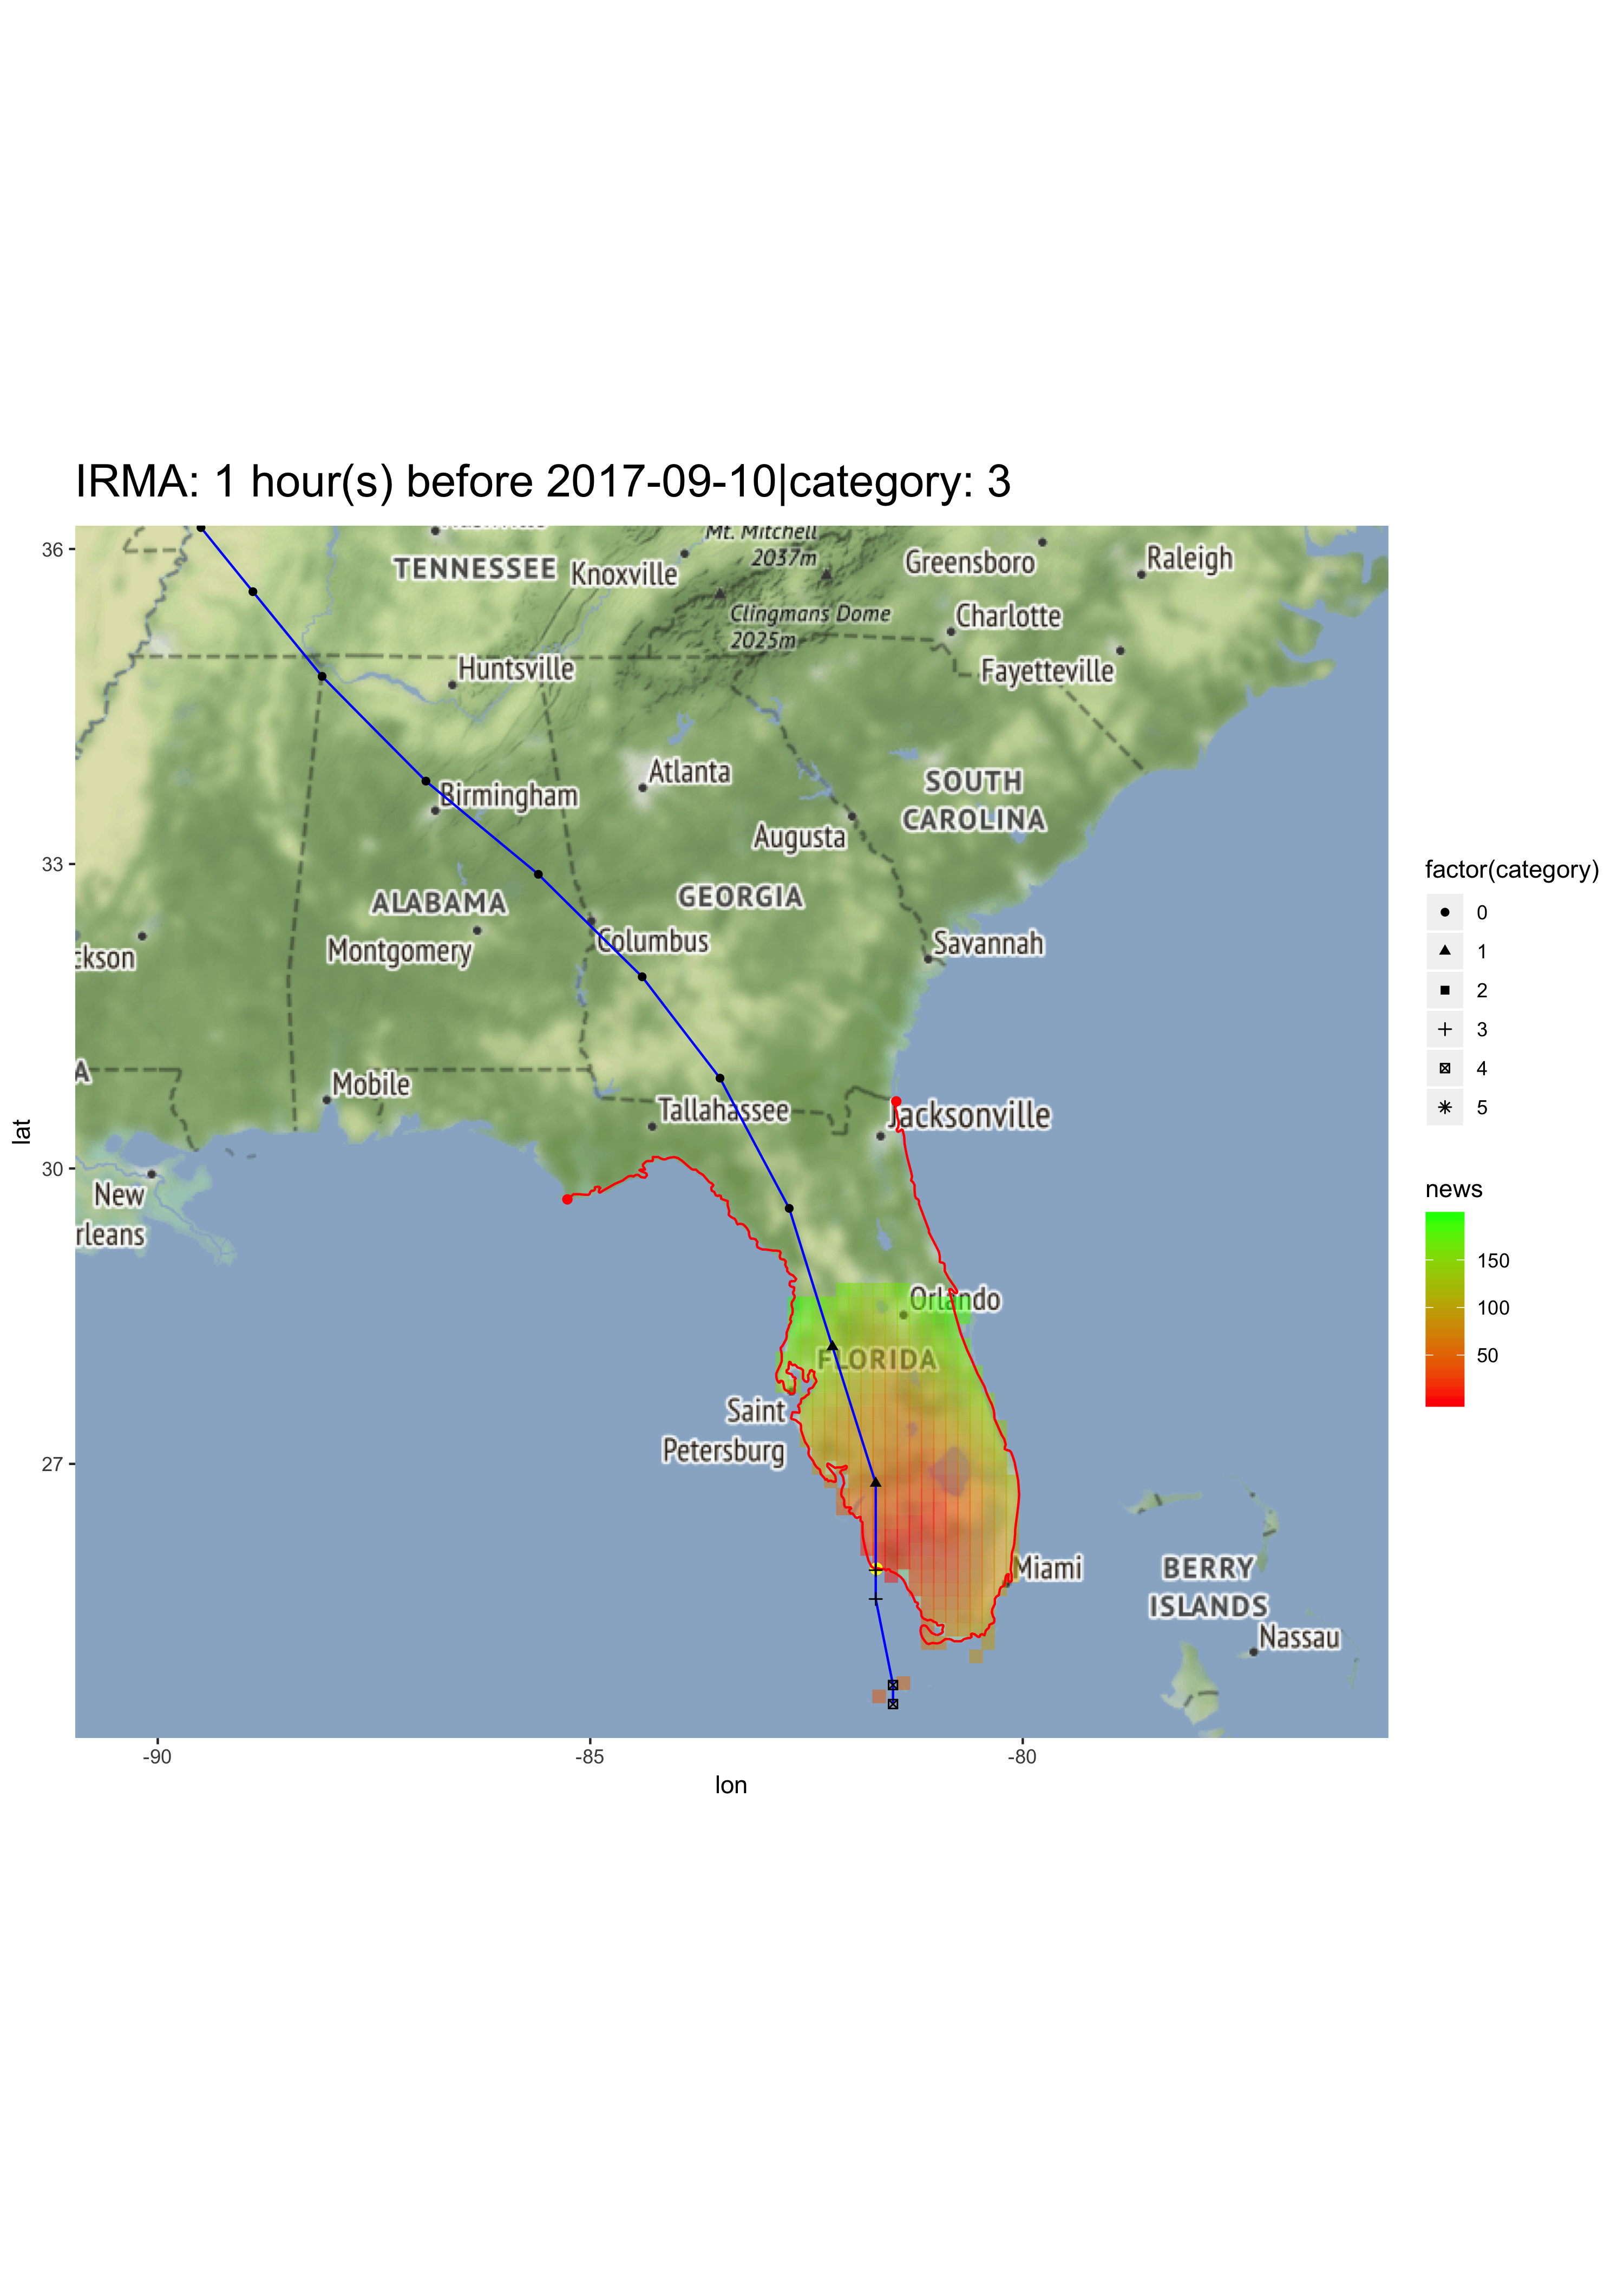 IRMA: 1 hour(s) before 2017-09-10|category: 3
Mt. Mitchell
2037m
TENNESSEE
Knoxville
Greensboro
Raleigh
Clingmans Dome
2025m
Charlotte
Huntsville
Fayetteville
Atlanta
Birmingham
SOUTH
CAROLINA
Augusta
ALABAMA
GEORGIA
Montgomery
Columbus
Savannah
ckson
A
Mobile
Tallahassee
Jacksonville
New
rleans
Orlando
FLORIDA
Saint
Petersburg
Miami
BERRY
ISLANDS
Nassau
36
33
30
27
lat
-90
-85
-80
lon
factor(category)
0
1
2
3
4
5
news
150
100
50